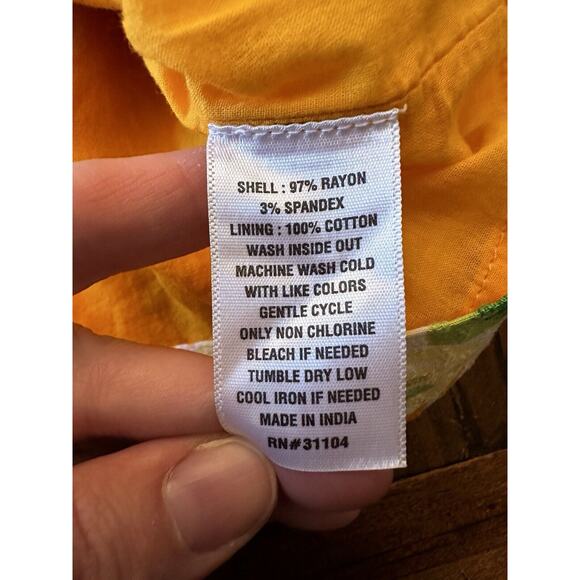 SHELL : 97% RAYON
3% SPANDEX
LINING : 100% COTTON
WASH INSIDE OUT
MACHINE WASH COLD
WITH LIKE COLORS
GENTLE CYCLE
ONLY NON CHLORINE
BLEACH IF NEEDED
TUMBLE DRY LOW
COOL IRON IF NEEDED
MADE IN INDIA
RN#31104